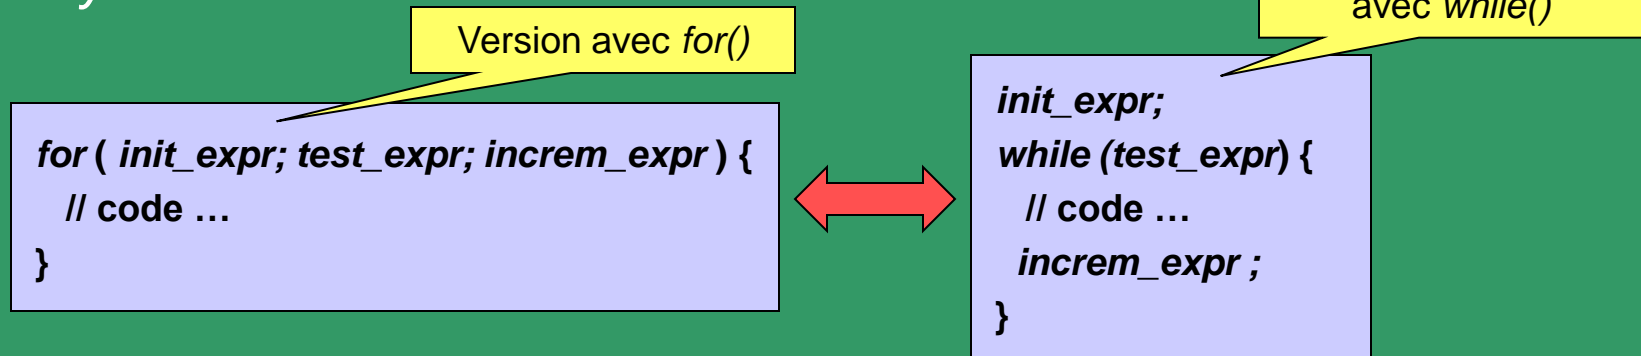 Version avec for()
avec while()
for ( init_expr; test_expr; increm_expr ) {
// code …
}
init_expr;
while (test_expr) {
// code …
increm_expr ;
}